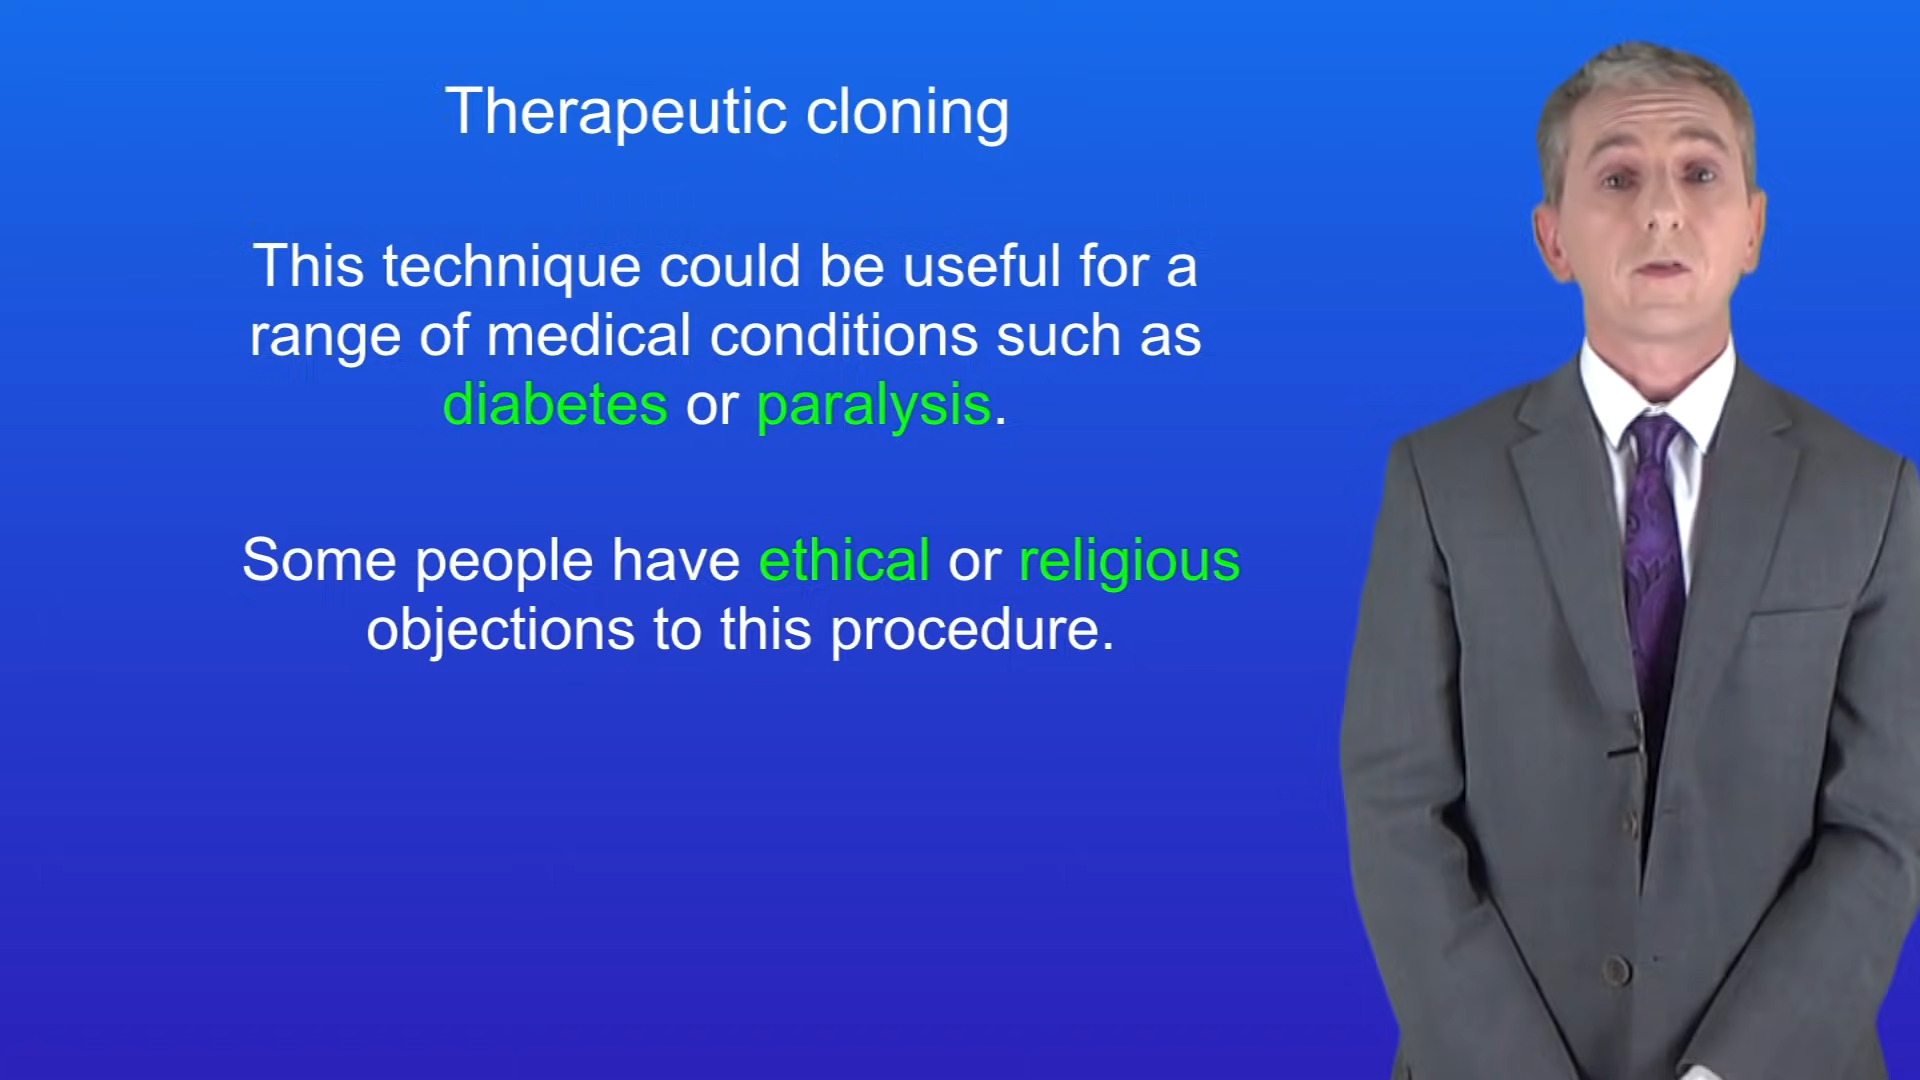 Therapeutic cloning
This technique could be useful for a
range of medical conditions such as
diabetes or paralysis.
Some people have ethical or religious
objections to this procedure.